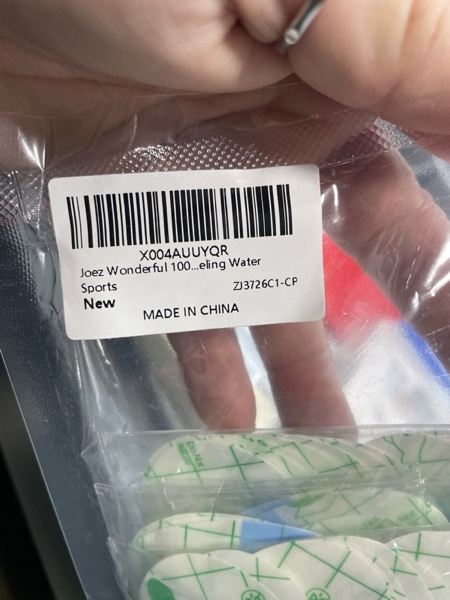 X004AUUYQR
Joez Wonderful 100...eling Water
Sports
ZJ3726C1-CP
New
MADE IN CHINA